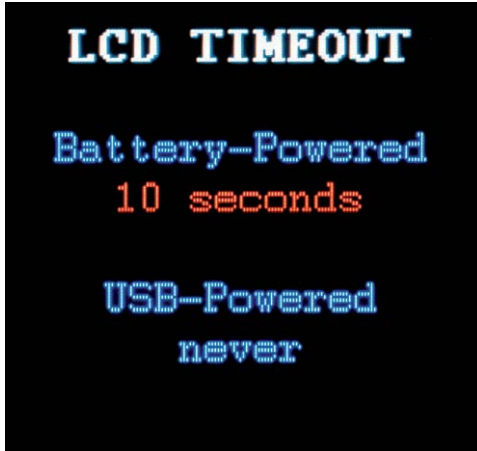 LCD TIMEOUT
Battery-Powered
10 seconds
USB-Powered
never